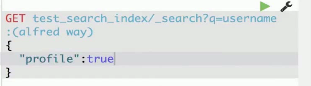 GET test_search_index/_search?q=username
:(alfred way)
{
  "profile":true
}